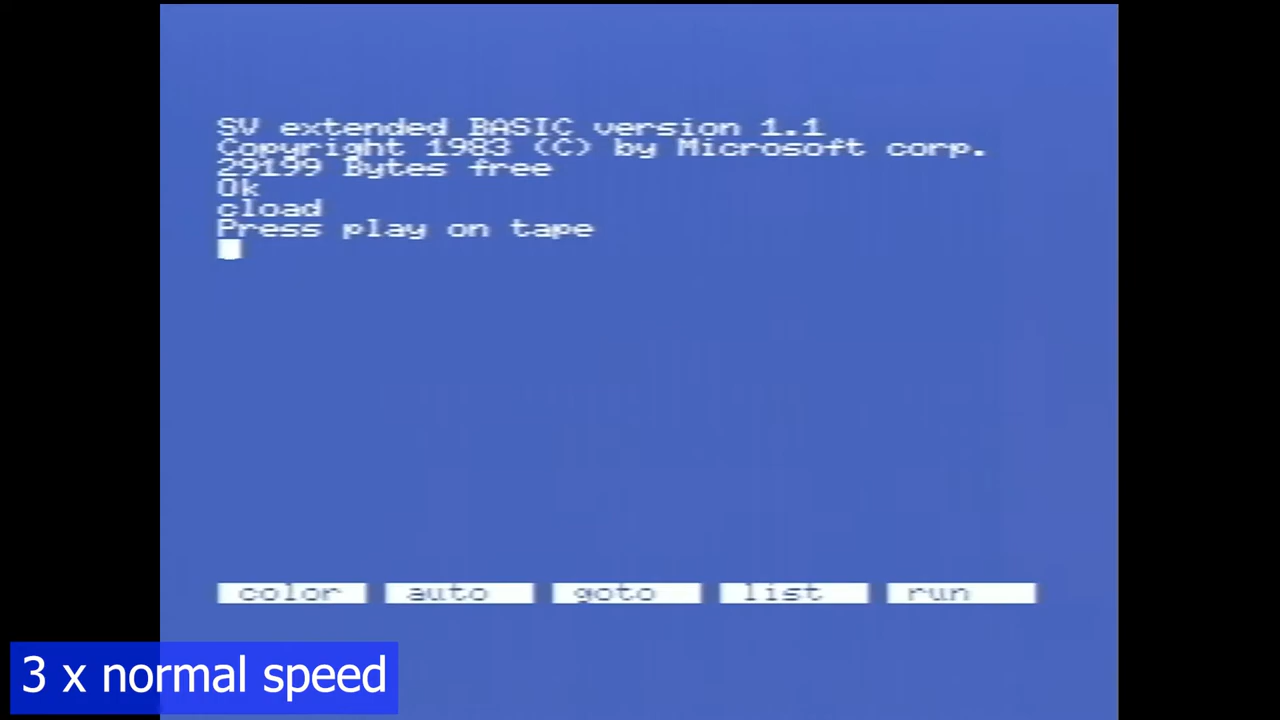 SV extended BASIC version 1.1
Copyright 1983 (C) by Microsoft corp.
29199 Bytes free
Ok
cload
Press play on tape
color auto goto list run
3 x normal speed